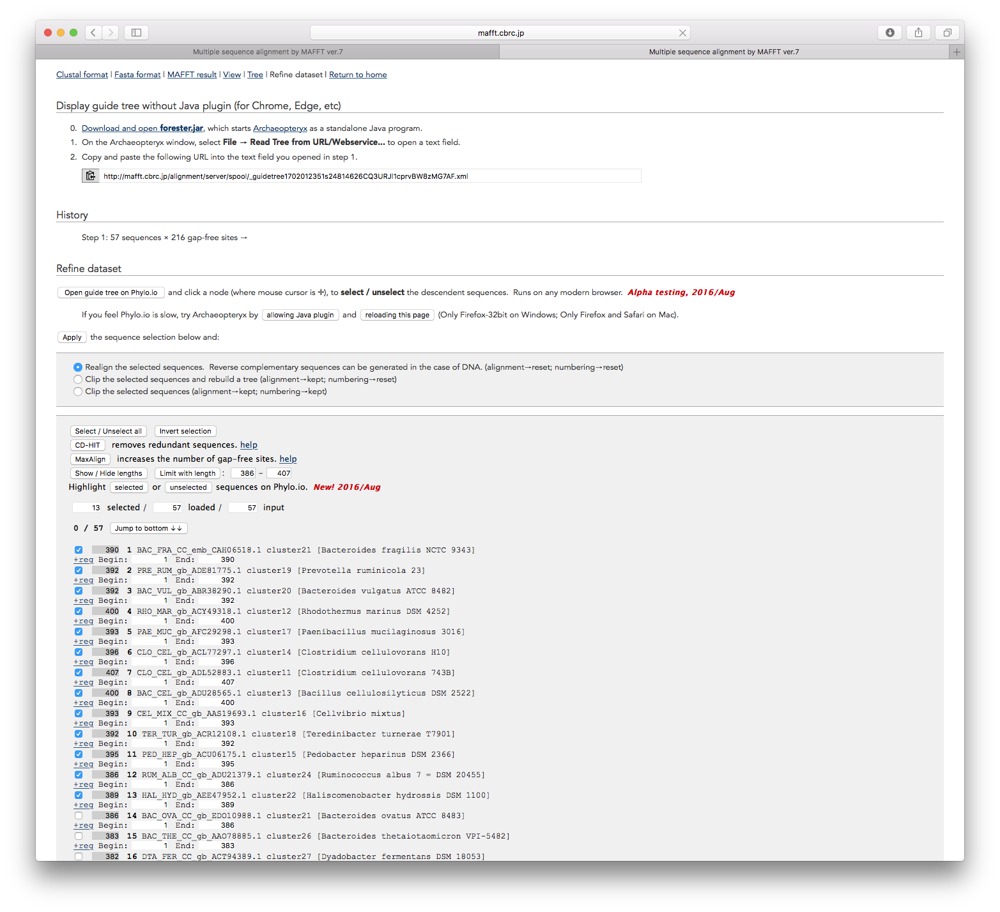 mafft.cbrc.jp
Multiple sequence alignment by MAFFT ver.7
Multiple sequence alignment by MAFFT ver.7
Clustal format | Fasta format | MAFFT result | View | Tree | Refine dataset | Return to home
Display guide tree without Java plugin (for Chrome, Edge, etc)
0. Download and open forester.jar, which starts Archaeopteryx as a standalone Java program.
1. On the Archaeopteryx window, select File → Read Tree from URL/Webservice... to open a text field.
2. Copy and paste the following URL into the text field you opened in step 1.
http://mafft.cbrc.jp/alignment/server/spool/_guidetree1702012351s24814626CQ3URJl1cprvBW8zMG7AF.xml
History
Step 1: 57 sequences × 216 gap-free sites →
Refine dataset
Open guide tree on Phylo.io and click a node (where mouse cursor is ✛), to select / unselect the descendent sequences. Runs on any modern browser. Alpha testing, 2016/Aug
If you feel Phylo.io is slow, try Archaeopteryx by allowing Java plugin and reloading this page (Only Firefox-32bit on Windows; Only Firefox and Safari on Mac).
Apply the sequence selection below and:
Realign the selected sequences. Reverse complementary sequences can be generated in the case of DNA. (alignment→reset; numbering→reset)
Clip the selected sequences and rebuild a tree (alignment→kept; numbering→reset)
Clip the selected sequences (alignment→kept; numbering→kept)
Select / Unselect all Invert selection
CD-HIT removes redundant sequences. help
MaxAlign increases the number of gap-free sites. help
Show / Hide lengths Limit with length : 386 – 407
Highlight selected or unselected sequences on Phylo.io. New! 2016/Aug
13 selected / 57 loaded / 57 input
0 / 57 Jump to bottom ↓↓
390 1 BAC_FRA_CC_emb_CAH06518.1 cluster21 [Bacteroides fragilis NCTC 9343]
+reg Begin: 1 End: 390
392 2 PRE_RUM_gb_ADE81775.1 cluster19 [Prevotella ruminicola 23]
+reg Begin: 1 End: 392
392 3 BAC_VUL_gb_ABR38290.1 cluster20 [Bacteroides vulgatus ATCC 8482]
+reg Begin: 1 End: 392
400 4 RHO_MAR_gb_ACY49318.1 cluster12 [Rhodothermus marinus DSM 4252]
+reg Begin: 1 End: 400
393 5 PAE_MUC_gb_AFC29298.1 cluster17 [Paenibacillus mucilaginosus 3016]
+reg Begin: 1 End: 393
396 6 CLO_CEL_gb_ACL77297.1 cluster14 [Clostridium cellulovorans H10]
+reg Begin: 1 End: 396
407 7 CLO_CEL_gb_ADL52883.1 cluster11 [Clostridium cellulovorans 743B]
+reg Begin: 1 End: 407
400 8 BAC_CEL_gb_ADU28565.1 cluster13 [Bacillus cellulosilyticus DSM 2522]
+reg Begin: 1 End: 400
393 9 CEL_MIX_CC_gb_AAS19693.1 cluster16 [Cellvibrio mixtus]
+reg Begin: 1 End: 393
392 10 TER_TUR_gb_ACR12108.1 cluster18 [Teredinibacter turnerae T7901]
+reg Begin: 1 End: 392
395 11 PED_HEP_gb_ACU06175.1 cluster15 [Pedobacter heparinus DSM 2366]
+reg Begin: 1 End: 395
386 12 RUM_ALB_CC_gb_ADU21379.1 cluster24 [Ruminococcus albus 7 = DSM 20455]
+reg Begin: 1 End: 386
389 13 HAL_HYD_gb_AEE47952.1 cluster22 [Haliscomenobacter hydrossis DSM 1100]
+reg Begin: 1 End: 389
386 14 BAC_OVA_CC_gb_EDO10988.1 cluster21 [Bacteroides ovatus ATCC 8483]
+reg Begin: 1 End: 386
383 15 BAC_THE_CC_gb_AAO78885.1 cluster26 [Bacteroides thetaiotaomicron VPI-5482]
+reg Begin: 1 End: 383
382 16 DTA_FER_CC_gb_ACT94389.1 cluster27 [Dyadobacter fermentans DSM 18053]